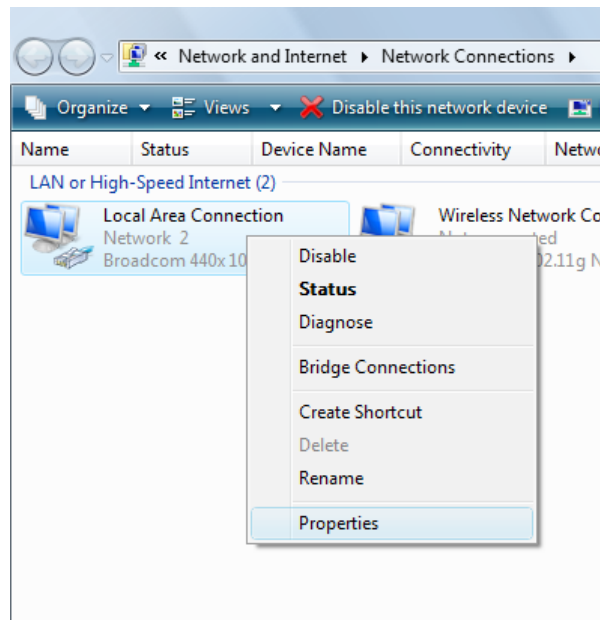 « Network and Internet Network Connections
Organize Views Disable this network device
Name Status Device Name Connectivity
LAN or High-Speed Internet (2)
Local Area Connection Wireless
Network 2
Broadcom 440x
Disable
Status
Diagnose
Bridge Connections
Create Shortcut
Delete
Rename
Properties